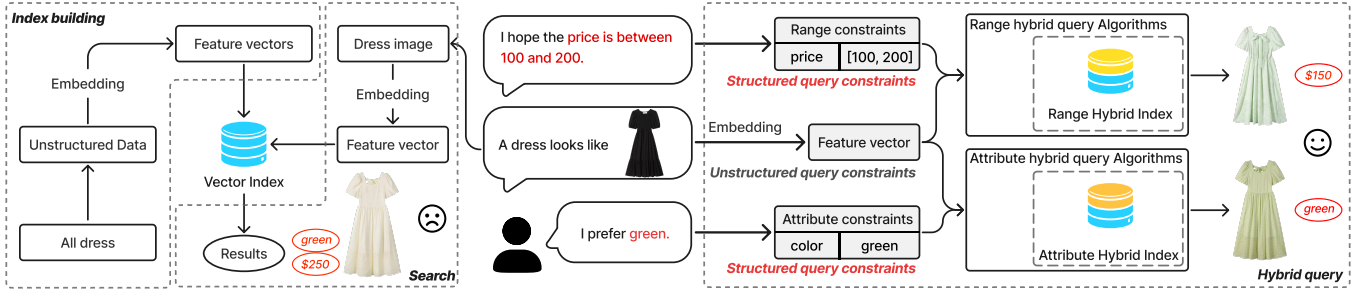 Index building
Feature vectors
Embedding
Unstructured Data
All dress
Vector Index
Results
green
$250
Dress image
Embedding
Feature vector
Search
I hope the price is between
100 and 200.
A dress looks like
I prefer green.
Range constraints
price
[100, 200]
Structured query constraints
Embedding
Feature vector
Unstructured query constraints
Attribute constraints
color
green
Structured query constraints
Range hybrid query Algorithms
Range Hybrid Index
Attribute hybrid query Algorithms
Attribute Hybrid Index
$150
green
Hybrid query